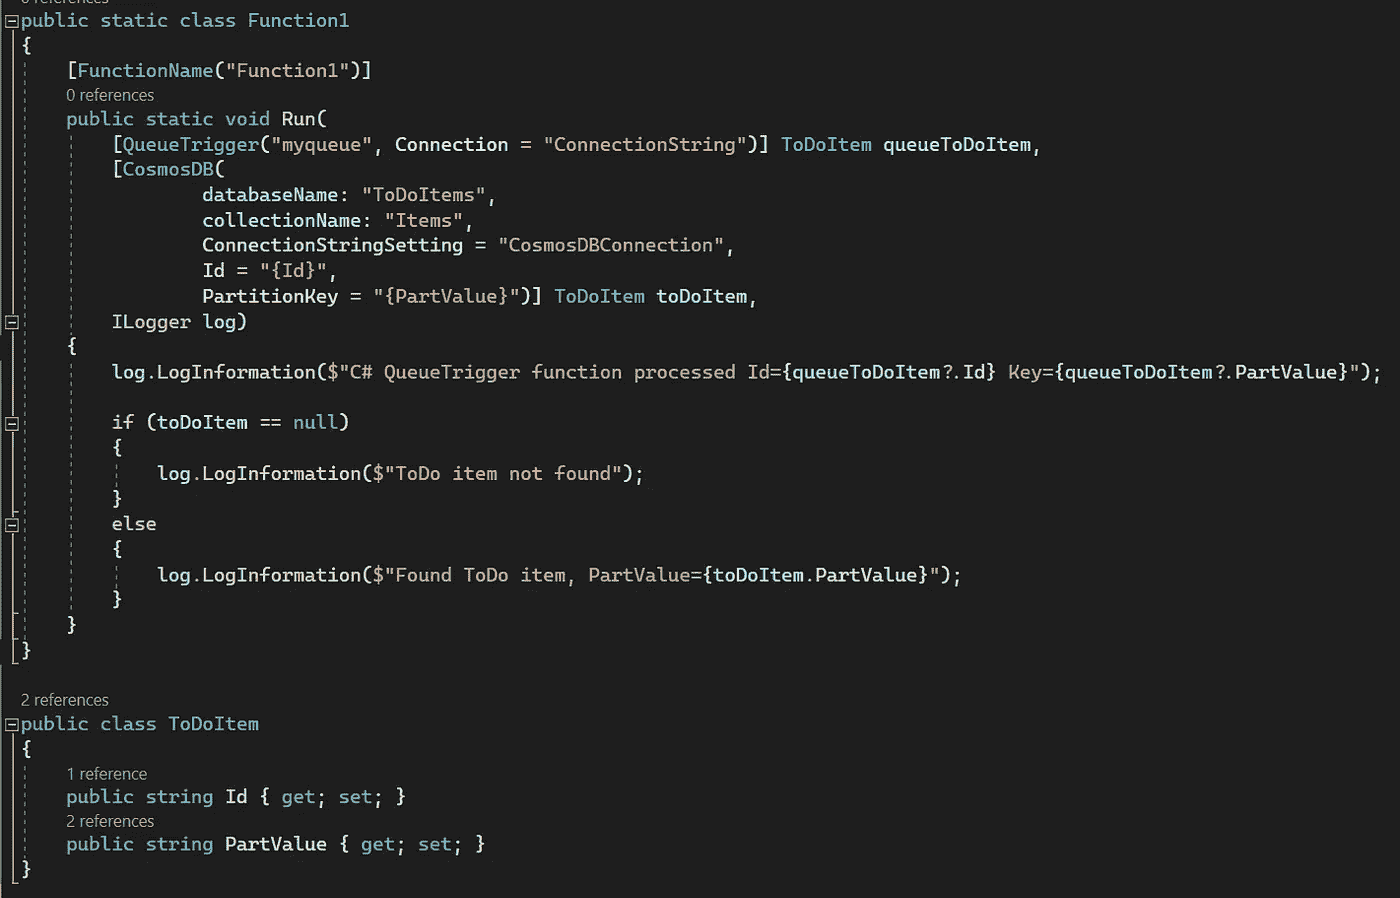 0 references
public static class Function1
{
[FunctionName("Function1")]
0 references
public static void Run(
[QueueTrigger("myqueue", Connection = "ConnectionString")] ToDoItem queueToDoItem,
[CosmosDB(
databaseName: "ToDoItems",
collectionName: "Items",
ConnectionStringSetting = "CosmosDBConnection",
Id = "{Id}",
PartitionKey = "{PartValue}")] ToDoItem toDoItem,
ILogger log)
{
log.LogInformation($"C# QueueTrigger function processed Id={queueToDoItem?.Id} Key={queueToDoItem?.PartValue}");
if (toDoItem == null)
{
log.LogInformation($"ToDo item not found");
}
else
{
log.LogInformation($"Found ToDo item, PartValue={toDoItem.PartValue}");
}
}
}
2 references
public class ToDoItem
{
1 reference
public string Id { get; set; }
2 references
public string PartValue { get; set; }
}